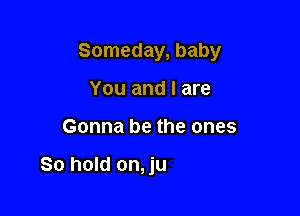 Someday, baby
You and I are
Gonna be the ones
So hold on, ju